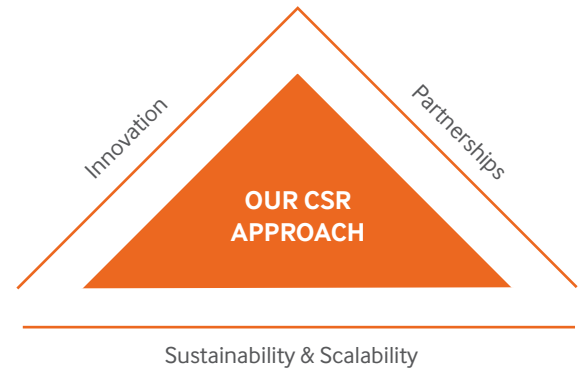 Innovation
Partnerships
OUR CSR
APPROACH
Sustainability & Scalability